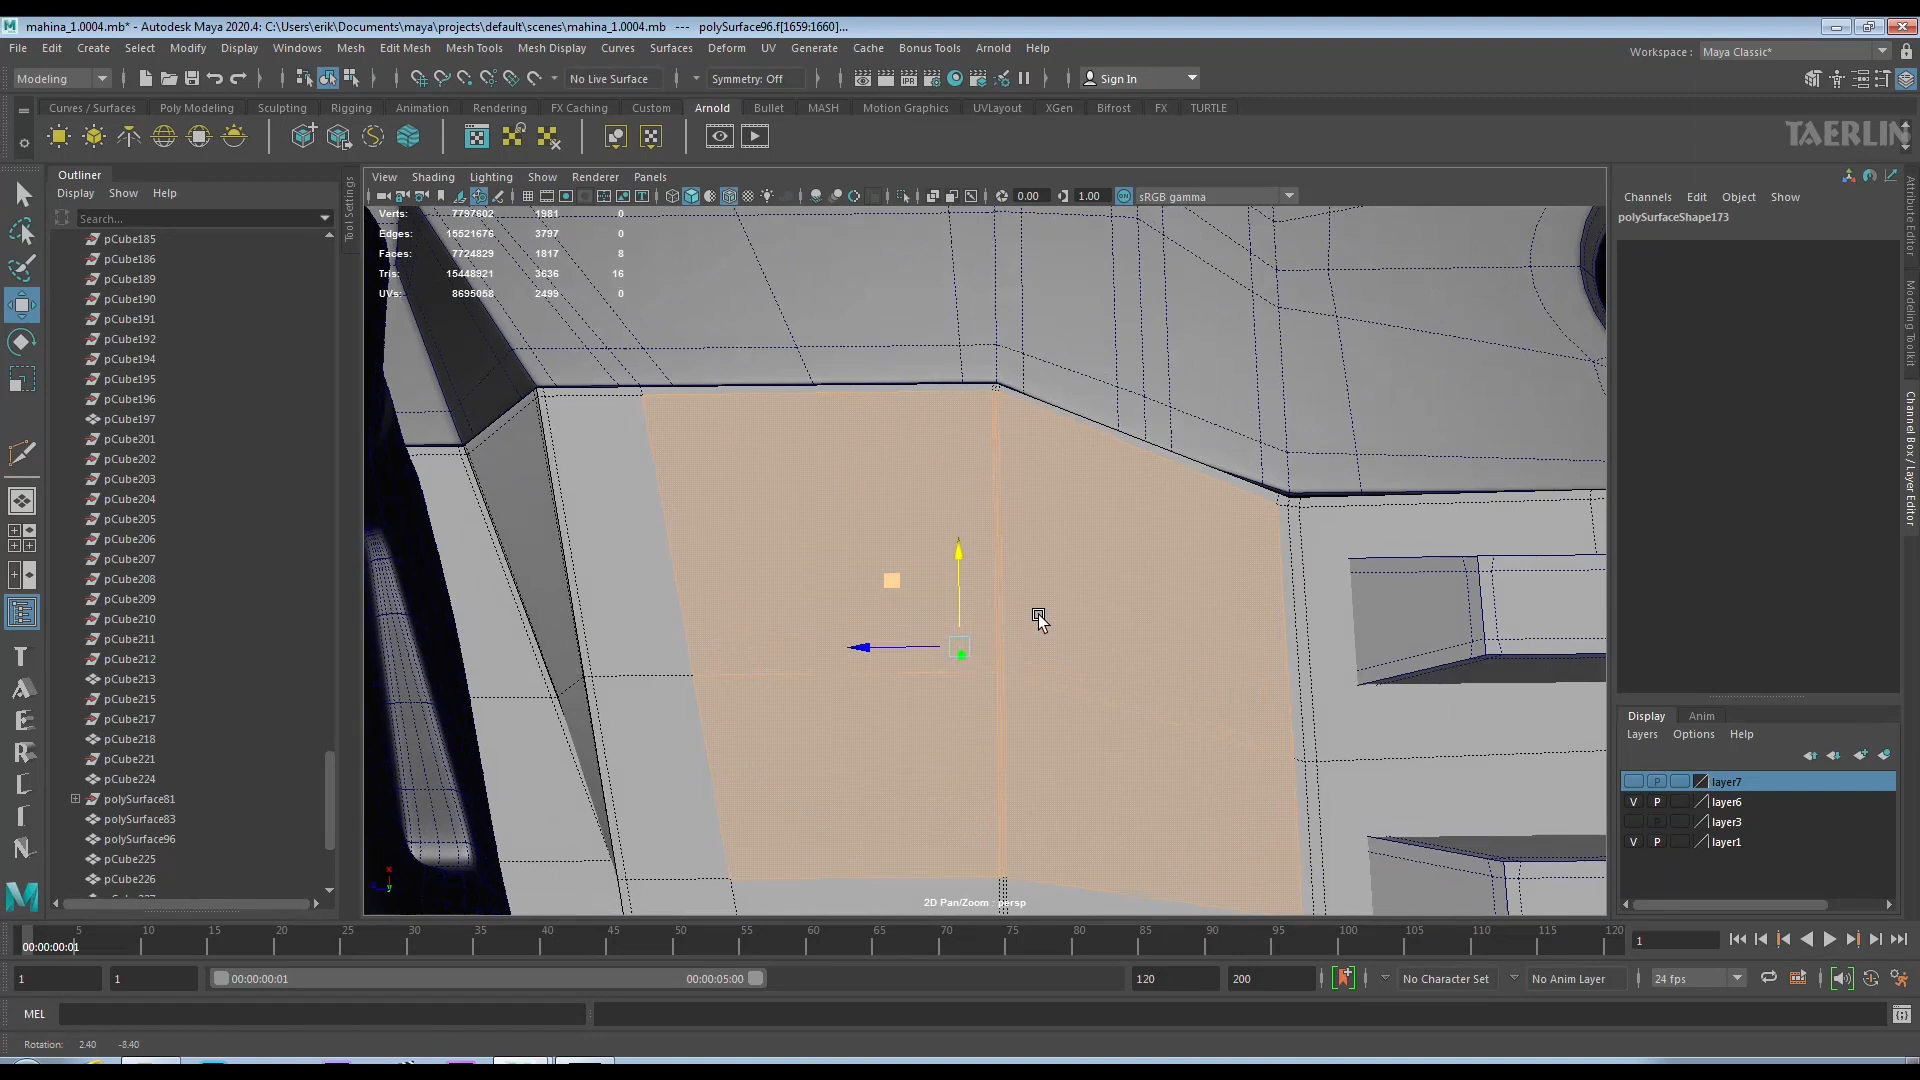 mahina_1.0004.mb* - Autodesk Maya 2020.4: C:\Users\erik\Documents\maya\projects\default\scenes\mahina_1.0004.mb --- polySurface96.f[1659:1660]...
File Edit Create Select Modify Display Windows Mesh Edit Mesh Mesh Tools Mesh Display Curves Surfaces Deform UV Generate Cache Bonus Tools Arnold Help
Workspace : Maya Classic*
Modeling No Live Surface Symmetry: Off Sign In
Curves / Surfaces Poly Modeling Sculpting Rigging Animation Rendering FX Caching Custom Arnold Bullet MASH Motion Graphics UVLayout XGen Bifrost FX TURTLE
TAERLIN
Outliner
Display Show Help
Search...
pCube185
pCube186
pCube189
pCube190
pCube191
pCube192
pCube194
pCube195
pCube196
pCube197
pCube201
pCube202
pCube203
pCube204
pCube205
pCube206
pCube207
pCube208
pCube209
pCube210
pCube211
pCube212
pCube213
pCube215
pCube217
pCube218
pCube221
pCube224
polySurface81
polySurface83
polySurface96
pCube225
pCube226
Tool Settings
View Shading Lighting Show Renderer Panels
0.00 1.00 sRGB gamma
Verts: 7797602 1981 0
Edges: 15521676 3797 0
Faces: 7724829 1817 8
Tris: 15448921 3636 16
UVs: 8695058 2499 0
2D Pan/Zoom : persp
Channels Edit Object Show
polySurfaceShape173
Attribute Editor
Modeling Toolkit
Channel Box / Layer Editor
Display Anim
Layers Options Help
P layer7
V P layer6
P layer3
V P layer1
5 10 15 20 25 30 35 40 45 50 55 60 65 70 75 80 85 90 95 100 105 110 115 120
00:00:00:01
1
1 1 00:00:00:01 00:00:05:00 120 200 No Character Set No Anim Layer 24 fps
MEL
Rotation: 2.40 -8.40